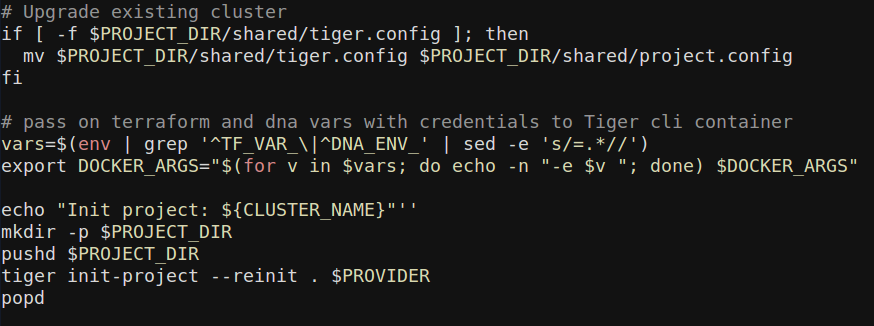 # Upgrade existing cluster
if [ -f $PROJECT_DIR/shared/tiger.config ]; then
  mv $PROJECT_DIR/shared/tiger.config $PROJECT_DIR/shared/project.config
fi

# pass on terraform and dna vars with credentials to Tiger cli container
vars=$(env | grep '^TF_VAR_\|^DNA_ENV_' | sed -e 's/=.*//')
export DOCKER_ARGS="$(for v in $vars; do echo -n "-e $v "; done) $DOCKER_ARGS"

echo "Init project: ${CLUSTER_NAME}"''
mkdir -p $PROJECT_DIR
pushd $PROJECT_DIR
tiger init-project --reinit . $PROVIDER
popd